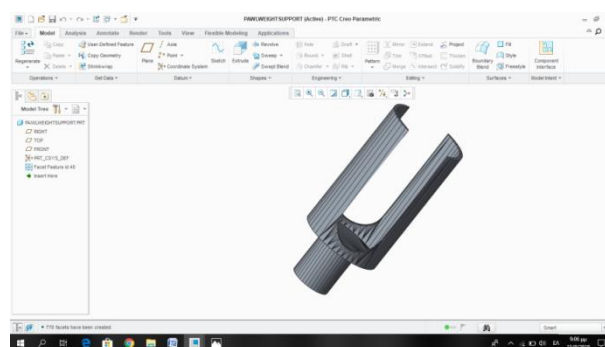 PAWLWEIGHTSUPPORT (Active) - PTC Creo Parametric
File Model Analysis Annotate Render Tools View Flexible Modeling Applications
Regenerate Copy Paste Delete User-Defined Feature Copy Geometry Shrinkwrap Plane Axis Point Coordinate System Sketch Extrude Revolve Sweep Swept Blend Hole Round Chamfer Draft Shell Rib Pattern Mirror Trim Merge Extend Offset Intersect Project Thicken Solidify Boundary Blend Fill Style Freestyle Component Interface
Operations Get Data Datum Shapes Engineering Editing Surfaces Model Intent
Model Tree
PAWLWEIGHTSUPPORT.PRT
RIGHT
TOP
FRONT
PRT_CSYS_DEF
Facet Feature id 40
Insert Here
770 facets have been created
Smart